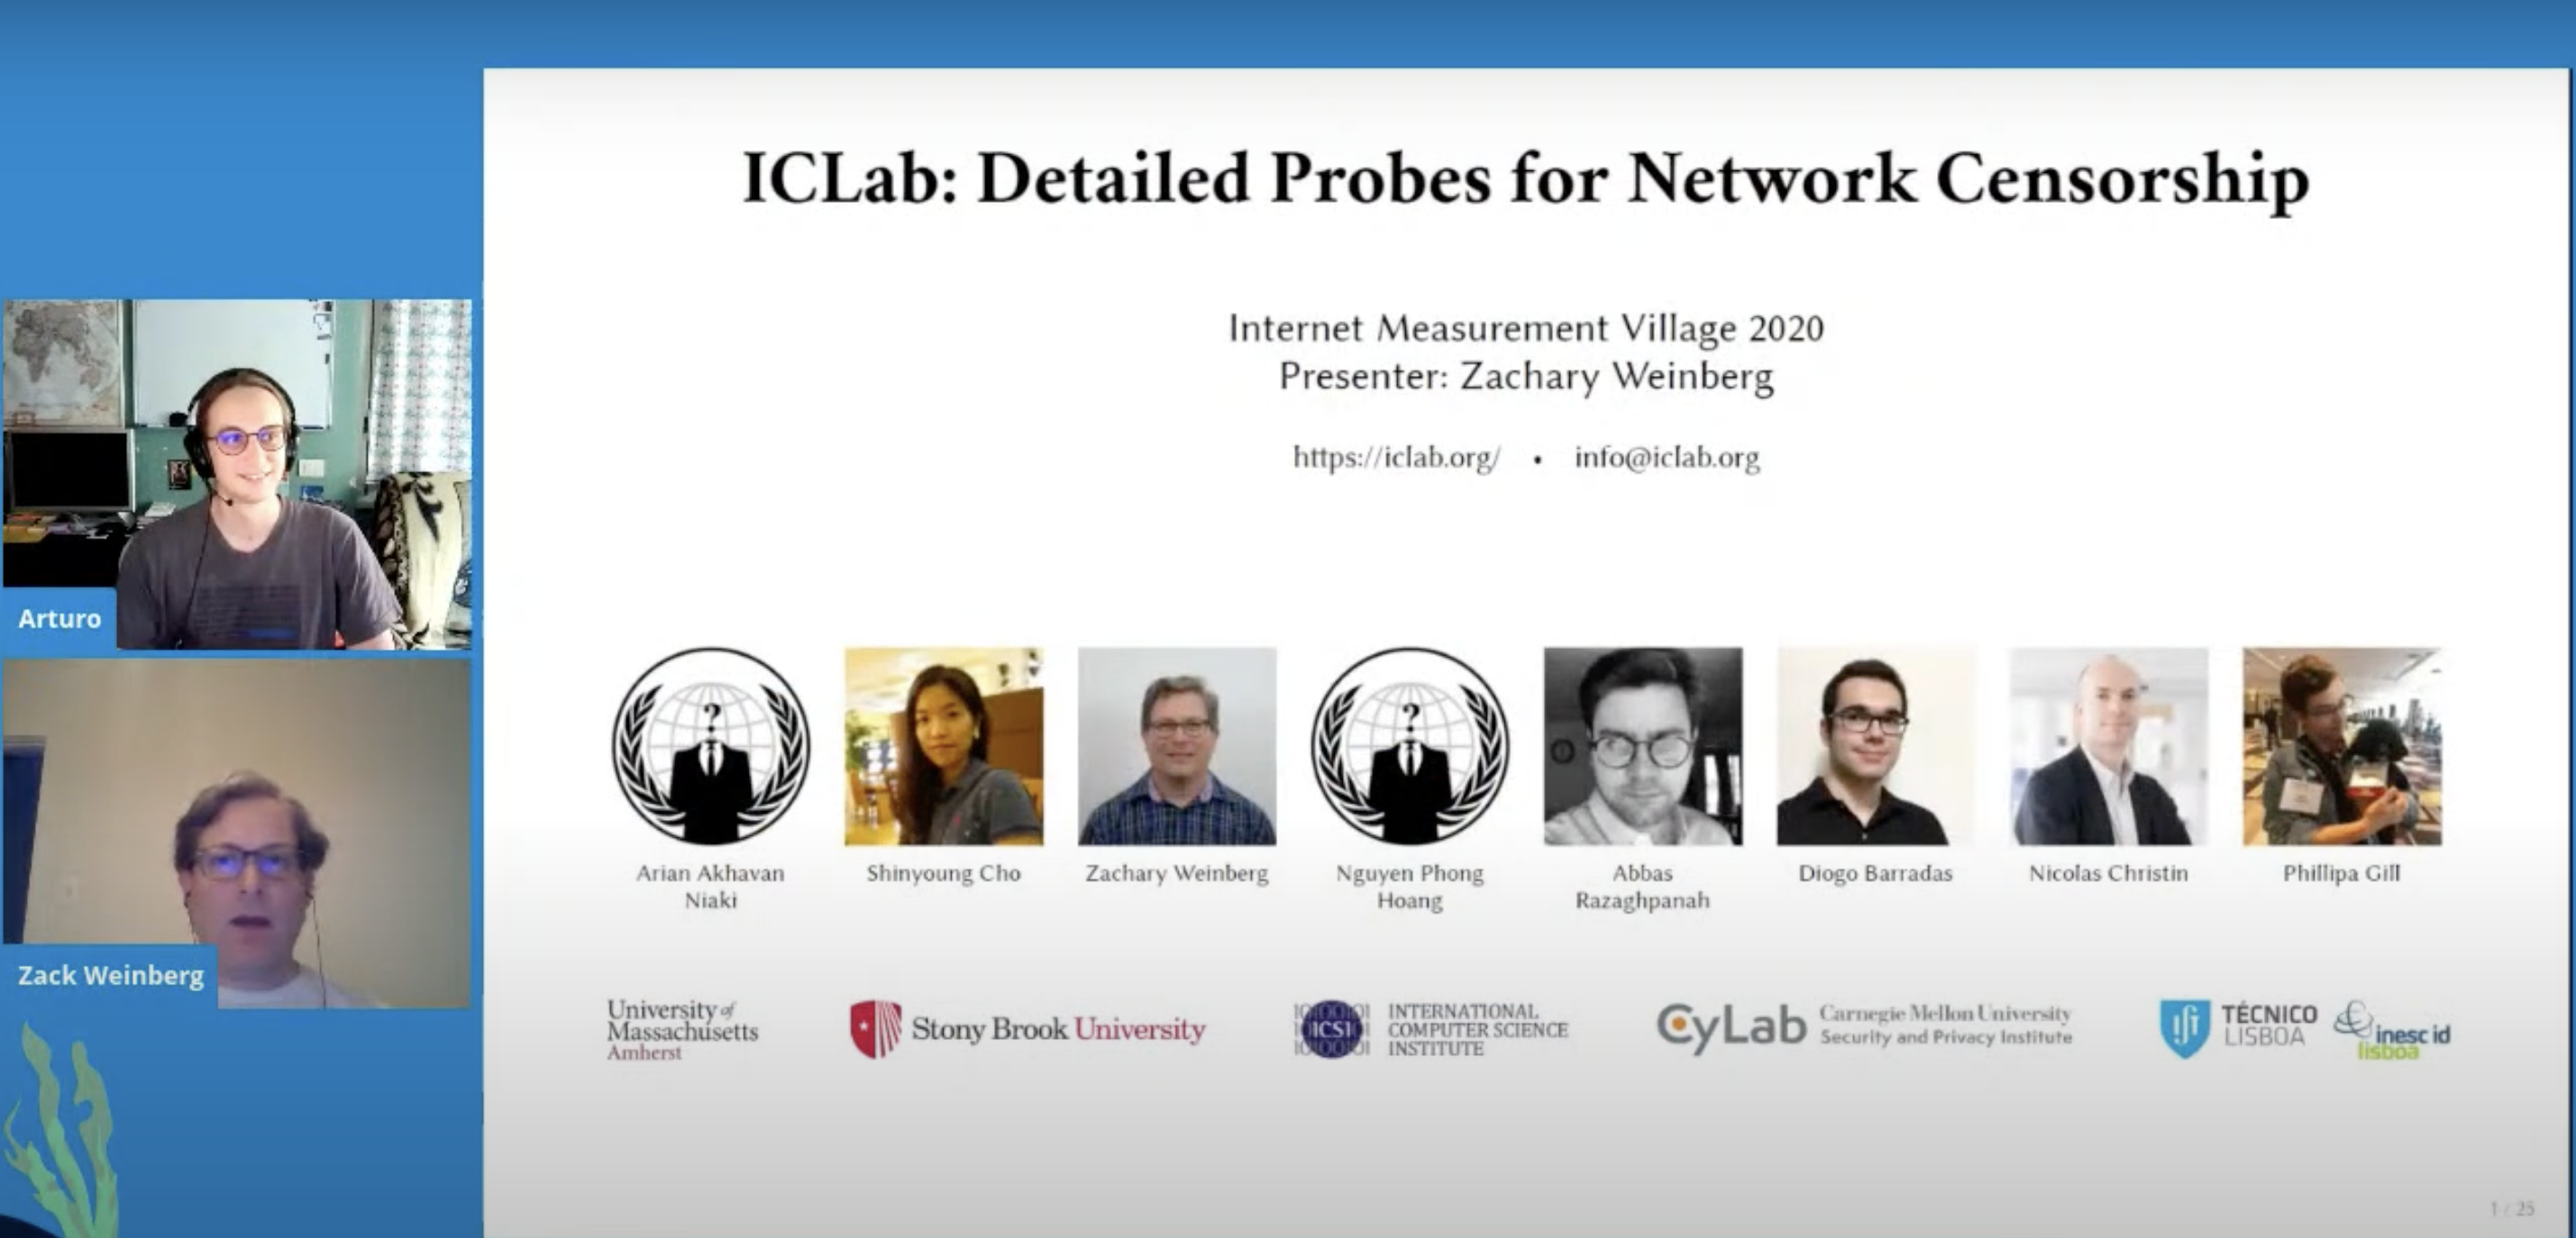 ICLab: Detailed Probes for Network Censorship
Internet Measurement Village 2020
Presenter: Zachary Weinberg
https://iclab.org/ • info@iclab.org
Arturo
Zack Weinberg
?
?
Arian Akhavan
Niaki
Shinyoung Cho
Zachary Weinberg
Nguyen Phong
Hoang
Abbas
Razaghpanah
Diogo Barradas
Nicolas Christin
Phillipa Gill
University of
Massachusetts
Amherst
Stony Brook University
ICSI
INTERNATIONAL
COMPUTER SCIENCE
INSTITUTE
CyLab
Carnegie Mellon University
Security and Privacy Institute
TÉCNICO
LISBOA
inesc id
lisboa
1 / 25